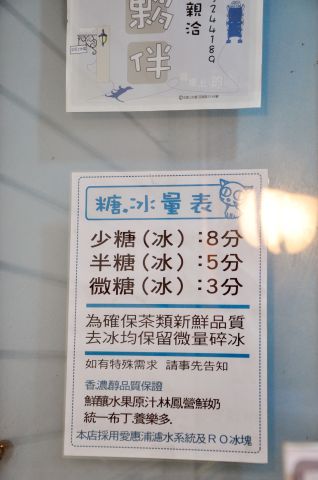 夥伴
親洽
244189
糖.冰量表
少糖(冰):8分
半糖(冰):5分
微糖(冰):3分
為確保茶類新鮮品質
去冰均保留微量碎冰
如有特殊需求 請事先告知
香.濃醇品質保證
鮮釀水果原汁.林鳳營鮮奶
統一布丁.養樂多.
本店採用愛惠浦濾水系統及RO冰塊